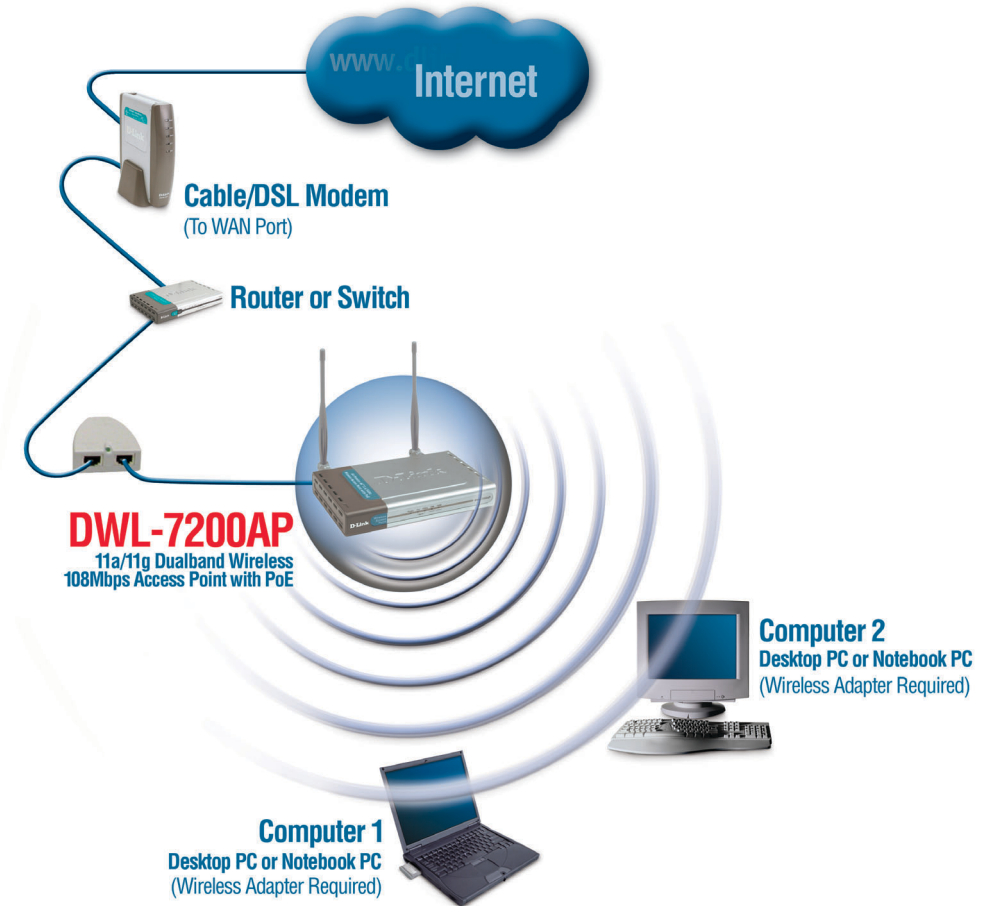 www.dlink
Internet
Cable/DSL Modem
(To WAN Port)
Router or Switch
D-Link
D-Link
DWL-7200AP
11a/11g Dualband Wireless
108Mbps Access Point with PoE
Computer 2
Desktop PC or Notebook PC
(Wireless Adapter Required)
Computer 1
Desktop PC or Notebook PC
(Wireless Adapter Required)